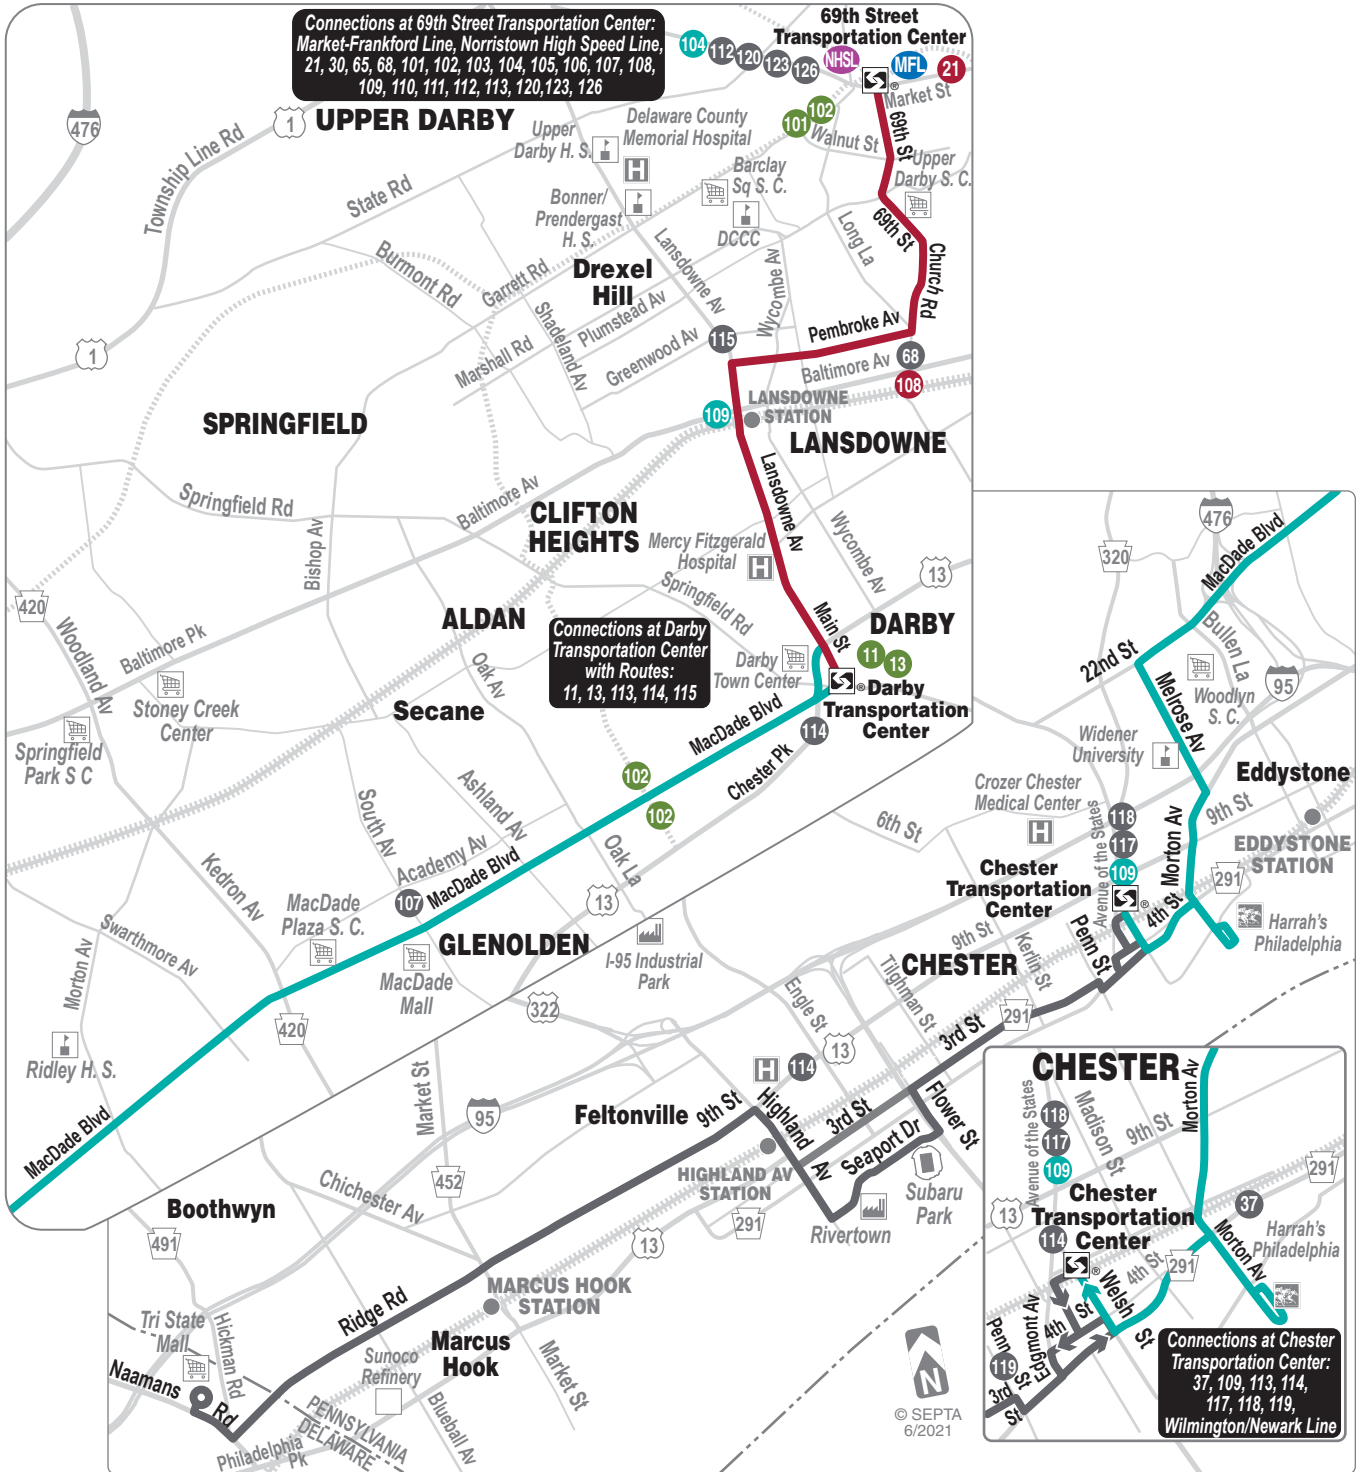 Connections at 69th Street Transportation Center:
Market-Frankford Line, Norristown High Speed Line,
21, 30, 65, 68, 101, 102, 103, 104, 105, 106, 107, 108,
109, 110, 111, 112, 113, 120,123, 126
69th Street
Transportation Center
104
112
120
123
126
NHSL
MFL
21
®
Market St
476
1
UPPER DARBY
Township Line Rd
State Rd
Upper
Darby H. S.
Delaware County
Memorial Hospital
H
101
102
Walnut St
69th St
Upper
Darby S. C.
Barclay
Sq S. C.
Bonner/
Prendergast
H. S.
DCCC
69th St
Long La
Church Rd
Burmont Rd
Garrett Rd
Drexel
Hill
Lansdowne Av
Wycombe Av
Shadeland Av
Plumstead Av
Pembroke Av
1
Marshall Rd
Greenwood Av
115
Baltimore Av
68
108
SPRINGFIELD
109
LANSDOWNE
STATION
LANSDOWNE
Springfield Rd
Baltimore Av
Lansdowne Av
CLIFTON
HEIGHTS
Bishop Av
Mercy Fitzgerald
Hospital
H
Wycombe Av
13
420
Woodland Av
Baltimore Pk
ALDAN
Springfield Rd
Main St
DARBY
Connections at Darby
Transportation Center
with Routes:
11, 13, 113, 114, 115
11
13
Oak Av
Darby
Town Center
® Darby
Transportation
Center
Stoney Creek
Center
Secane
MacDade Blvd
114
Chester Pk
Springfield
Park S C
102
102
South Av
Ashland Av
Academy Av
MacDade Blvd
Oak La
Kedron Av
107
13
MacDade
Plaza S. C.
GLENOLDEN
Swarthmore Av
Morton Av
MacDade
Mall
I-95 Industrial
Park
420
Ridley H. S.
MacDade Blvd
476
320
MacDade Blvd
Bullen La
22nd St
Melrose Av
Woodlyn
S. C.
95
Widener
University
Eddystone
Crozer Chester
Medical Center
H
6th St
Avenue of the States
118
117
109
9th St
Morton Av
EDDYSTONE
STATION
Chester
Transportation
Center
®
4th St
291
Harrah's
Philadelphia
Penn St
9th St
Kerlin St
CHESTER
Tilghman St
Engle St
3rd St
291
322
13
Market St
95
H
114
Feltonville
9th St
Highland
Av
3rd St
Flower St
Seaport Dr
HIGHLAND AV
STATION
Subaru
Park
Rivertown
452
Chichester Av
Boothwyn
291
13
491
MARCUS HOOK
STATION
Ridge Rd
Tri State
Mall
Hickman Rd
Marcus
Hook
Market St
Sunoco
Refinery
Naamans
Rd
PENNSYLVANIA
DELAWARE
Blueball Av
Philadelphia
Pk
N
© SEPTA
6/2021
CHESTER
Morton Av
Avenue of the States
118
117
109
Madison St
9th St
291
Chester
Transportation
Center
37
13
114
®
Harrah's
Philadelphia
Morton Av
4th St
291
Welsh
St
4th
St
Edgmont Av
Penn
St
119
3rd
St
Connections at Chester
Transportation Center:
37, 109, 113, 114,
117, 118, 119,
Wilmington/Newark Line